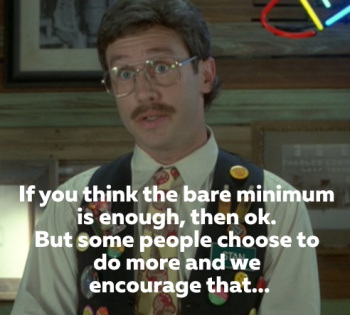 If you think the bare minimum
is enough, then ok.
But some people choose to
do more and we
encourage that...
STAN